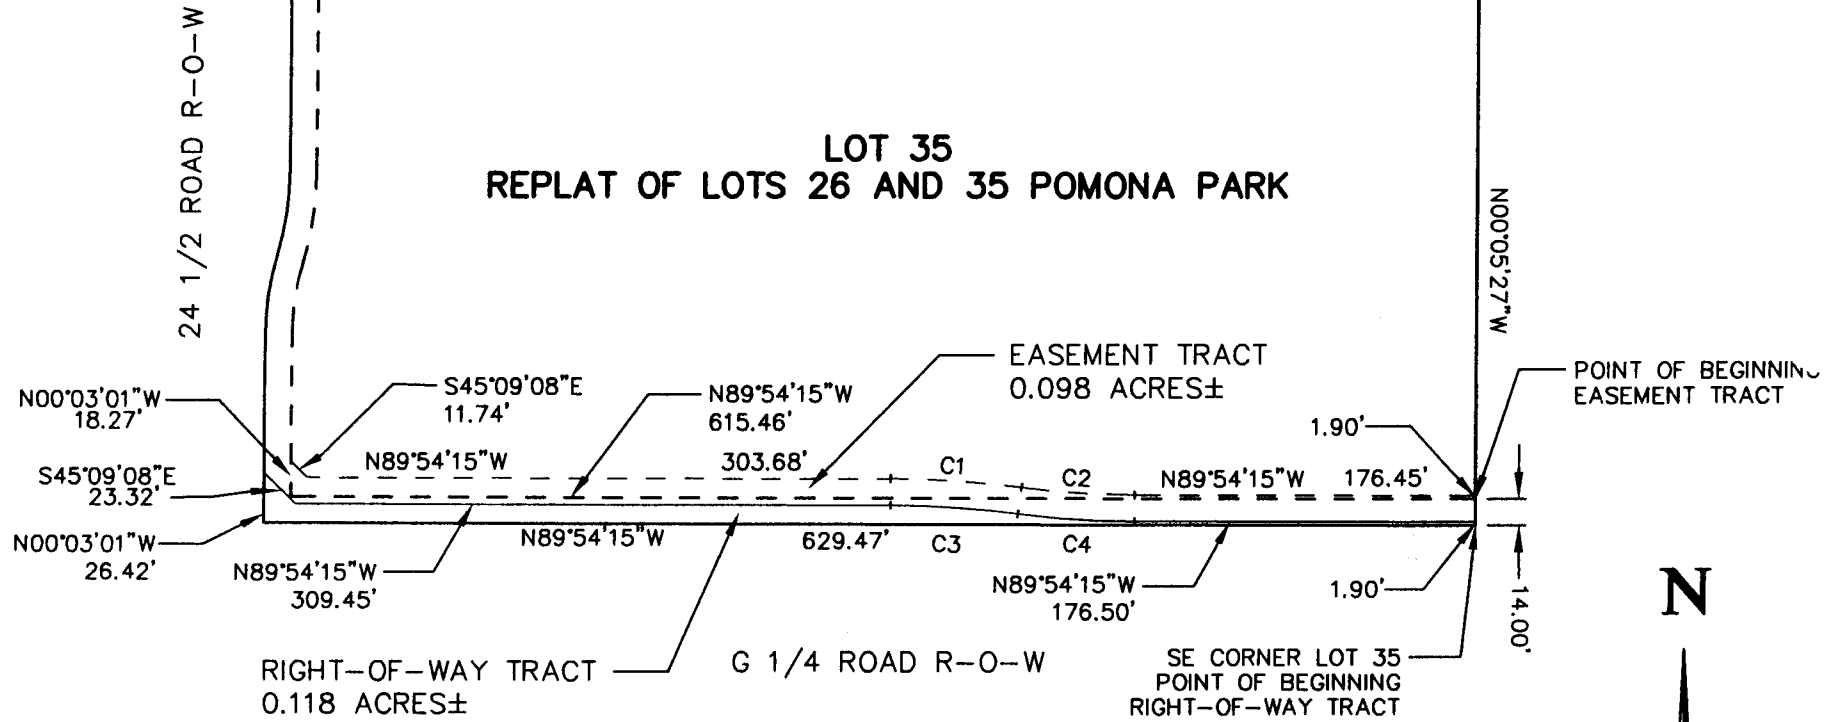 24 1/2 ROAD R-O-W
LOT 35
REPLAT OF LOTS 26 AND 35 POMONA PARK
N00°05'27"W
EASEMENT TRACT
0.098 ACRES±
POINT OF BEGINNING
EASEMENT TRACT
N00°03'01"W
18.27'
S45°09'08"E
11.74'
N89°54'15"W
615.46'
1.90'
S45°09'08"E
23.32'
N89°54'15"W 303.68' C1 C2 N89°54'15"W 176.45'
N00°03'01"W
26.42'
N89°54'15"W 629.47' C3 C4
N89°54'15"W
309.45'
N89°54'15"W
176.50'
1.90'
14.00'
N
RIGHT-OF-WAY TRACT
0.118 ACRES±
G 1/4 ROAD R-O-W
SE CORNER LOT 35
POINT OF BEGINNING
RIGHT-OF-WAY TRACT